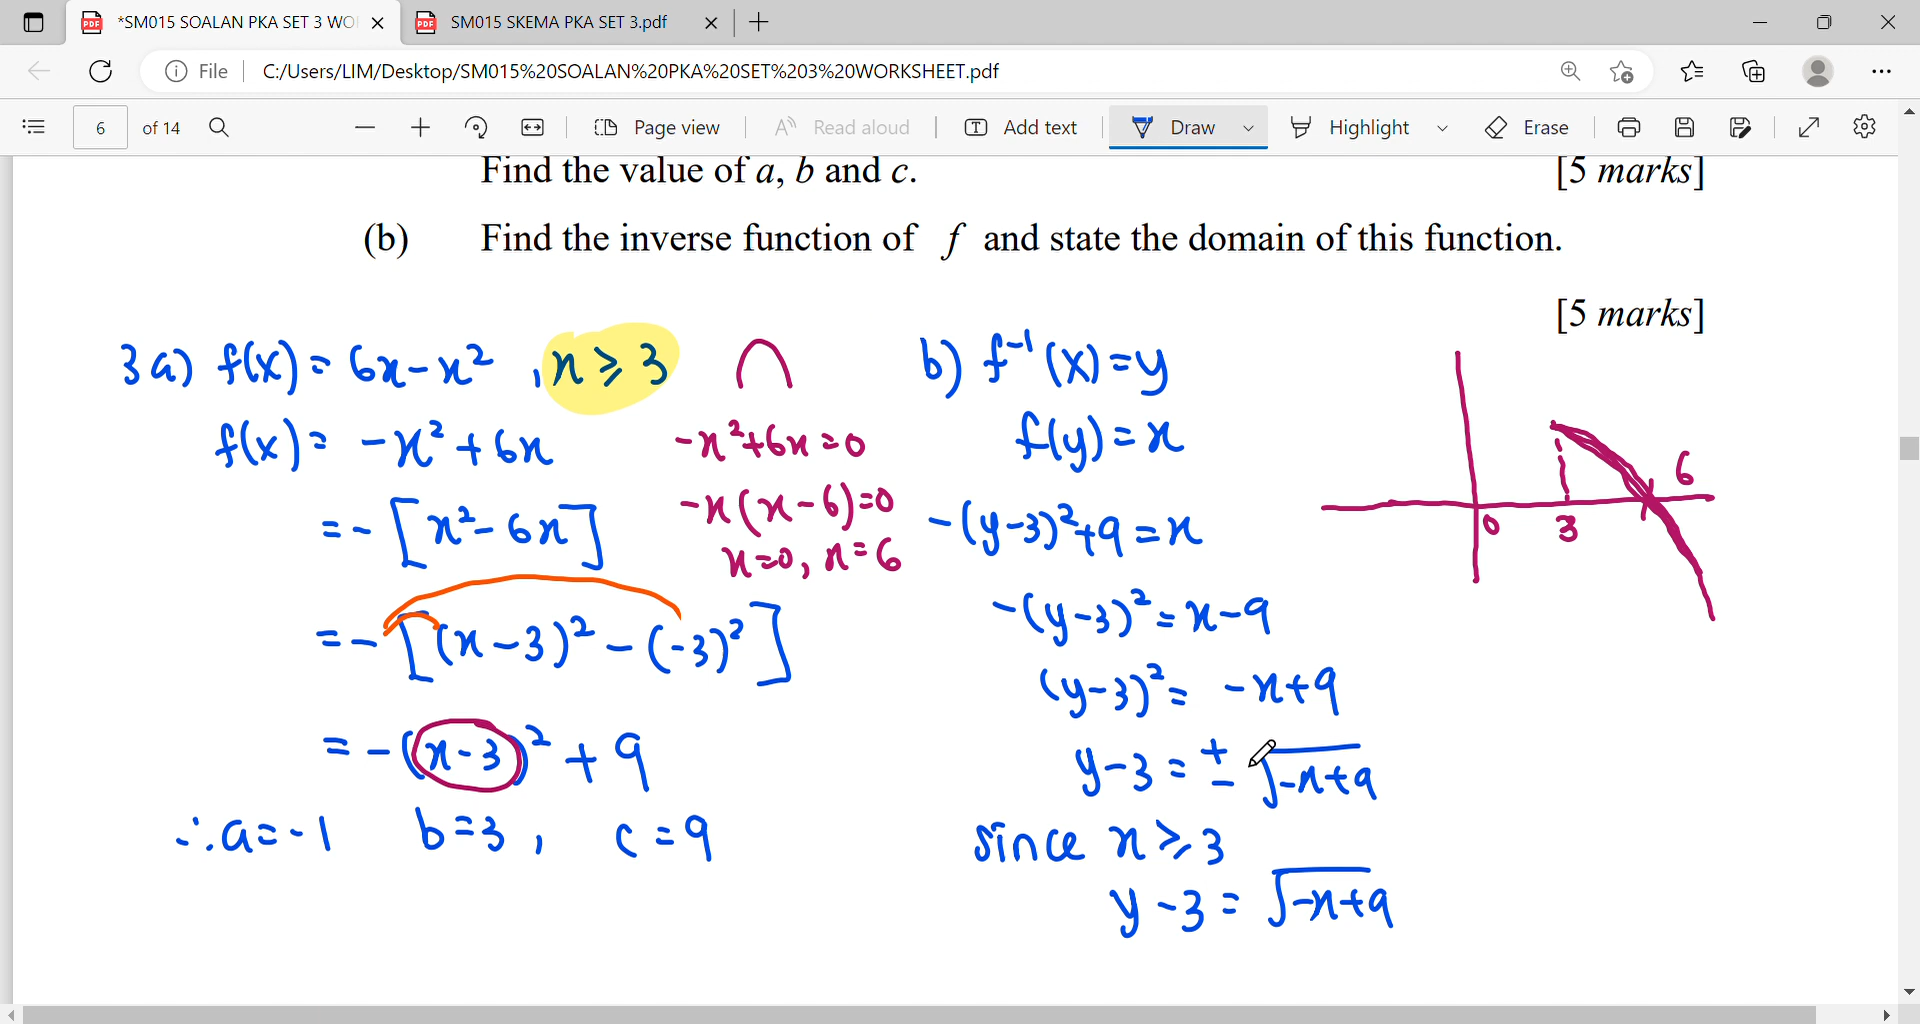 *SM015 SOALAN PKA SET 3 WO
SM015 SKEMA PKA SET 3.pdf
File
C:/Users/LIM/Desktop/SM015%20SOALAN%20PKA%20SET%203%20WORKSHEET.pdf
6 of 14
Page view
Read aloud
Add text
Draw
Highlight
Erase
Find the value of a, b and c. [5 marks]
(b) Find the inverse function of f and state the domain of this function.
[5 marks]
3a) f(x) = 6x-x² , x ≥ 3
f(x) = -x² + 6x
= -[x² - 6x]
= -[(x-3)² - (-3)²]
= -(x-3)² + 9
∴ a = -1 b = 3, c = 9
-x²+6x=0
-x(x-6)=0
x=0, x=6
b) f⁻¹(x) = y
f(y) = x
-(y-3)²+9 = x
-(y-3)² = x-9
(y-3)² = -x+9
y-3 = ± √-x+9
since x ≥ 3
y-3 = √-x+9
6
0 3